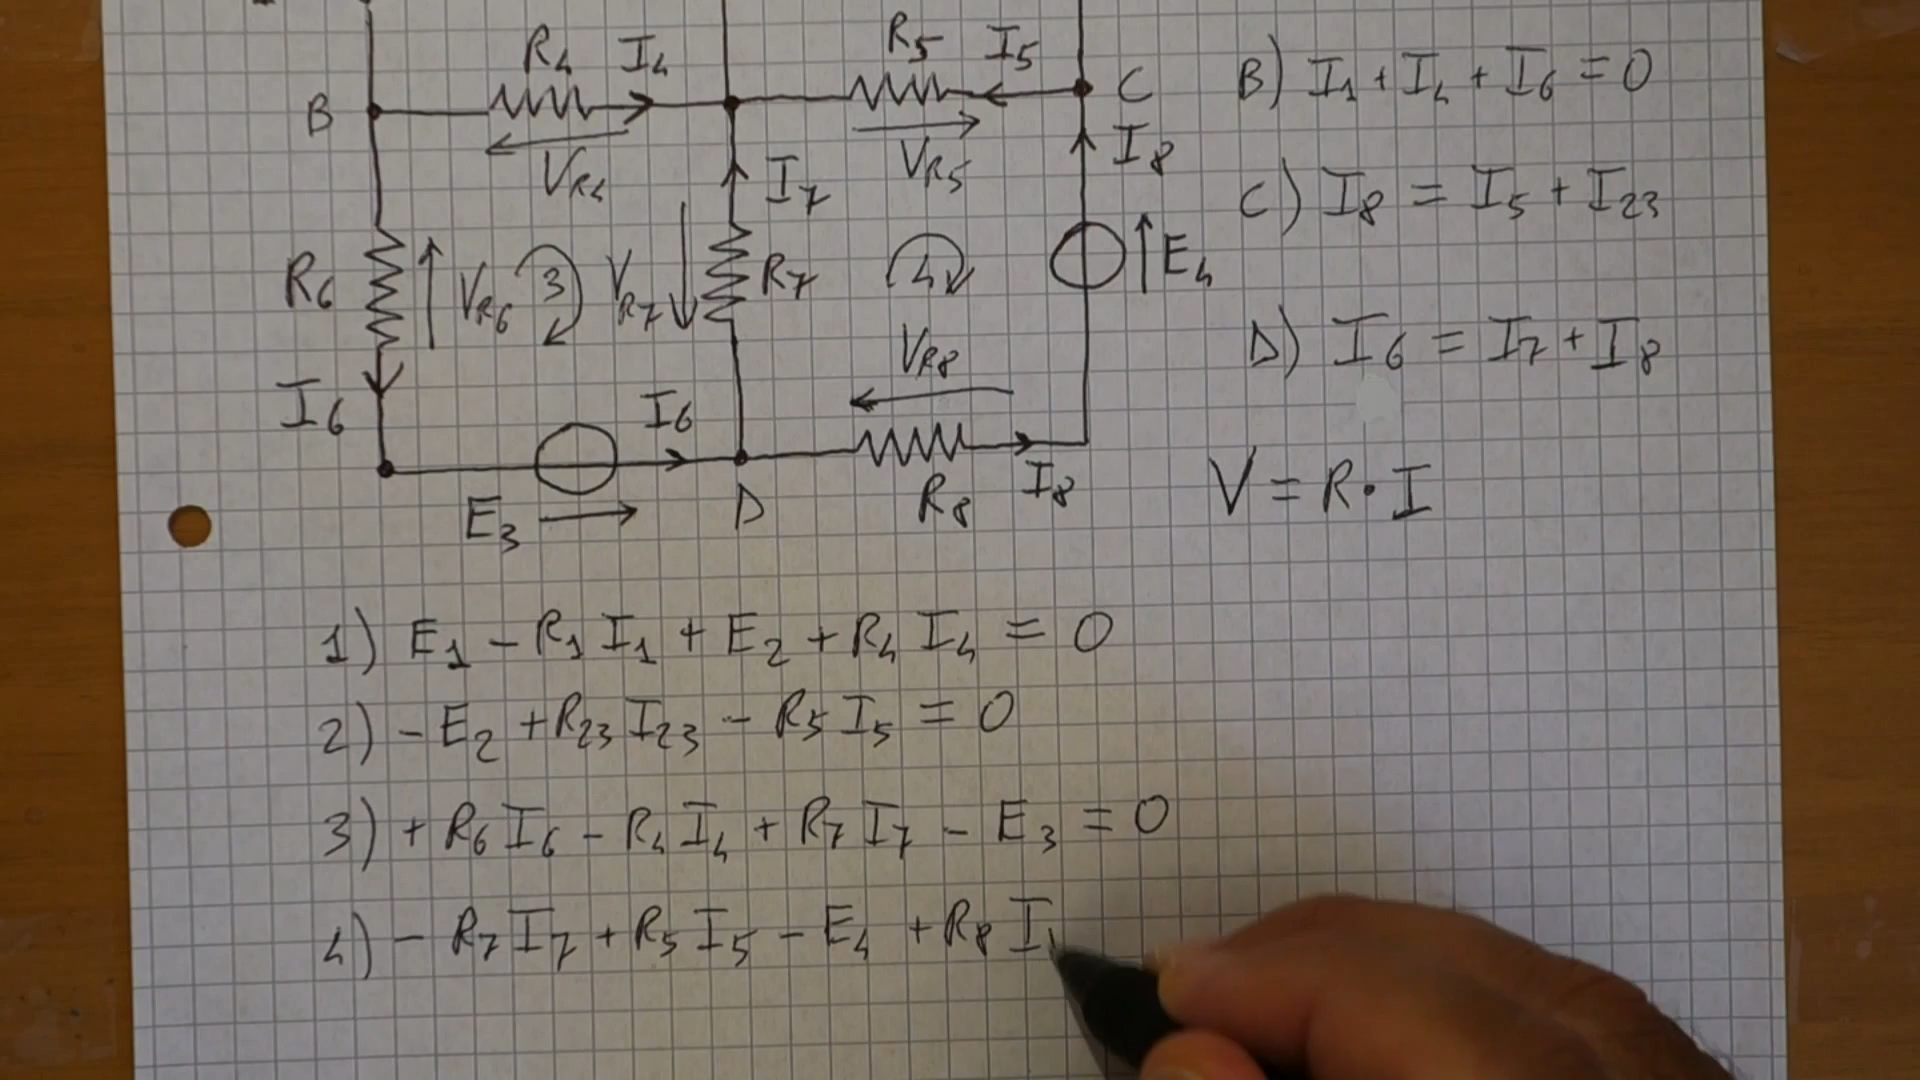 R4 I4
R5 I5
B
C
VR4
VR5
I7
I8
R6
VR6
3
VR7
R7
4
E4
VR8
I6
I6
E3
D
R8
I8
B) I1 + I4 + I6 = 0
C) I8 = I5 + I23
D) I6 = I7 + I8
V = R · I
1) E1 - R1 I1 + E2 + R4 I4 = 0
2) - E2 + R23 I23 - R5 I5 = 0
3) + R6 I6 - R4 I4 + R7 I7 - E3 = 0
4) - R7 I7 + R5 I5 - E4 + R8 I